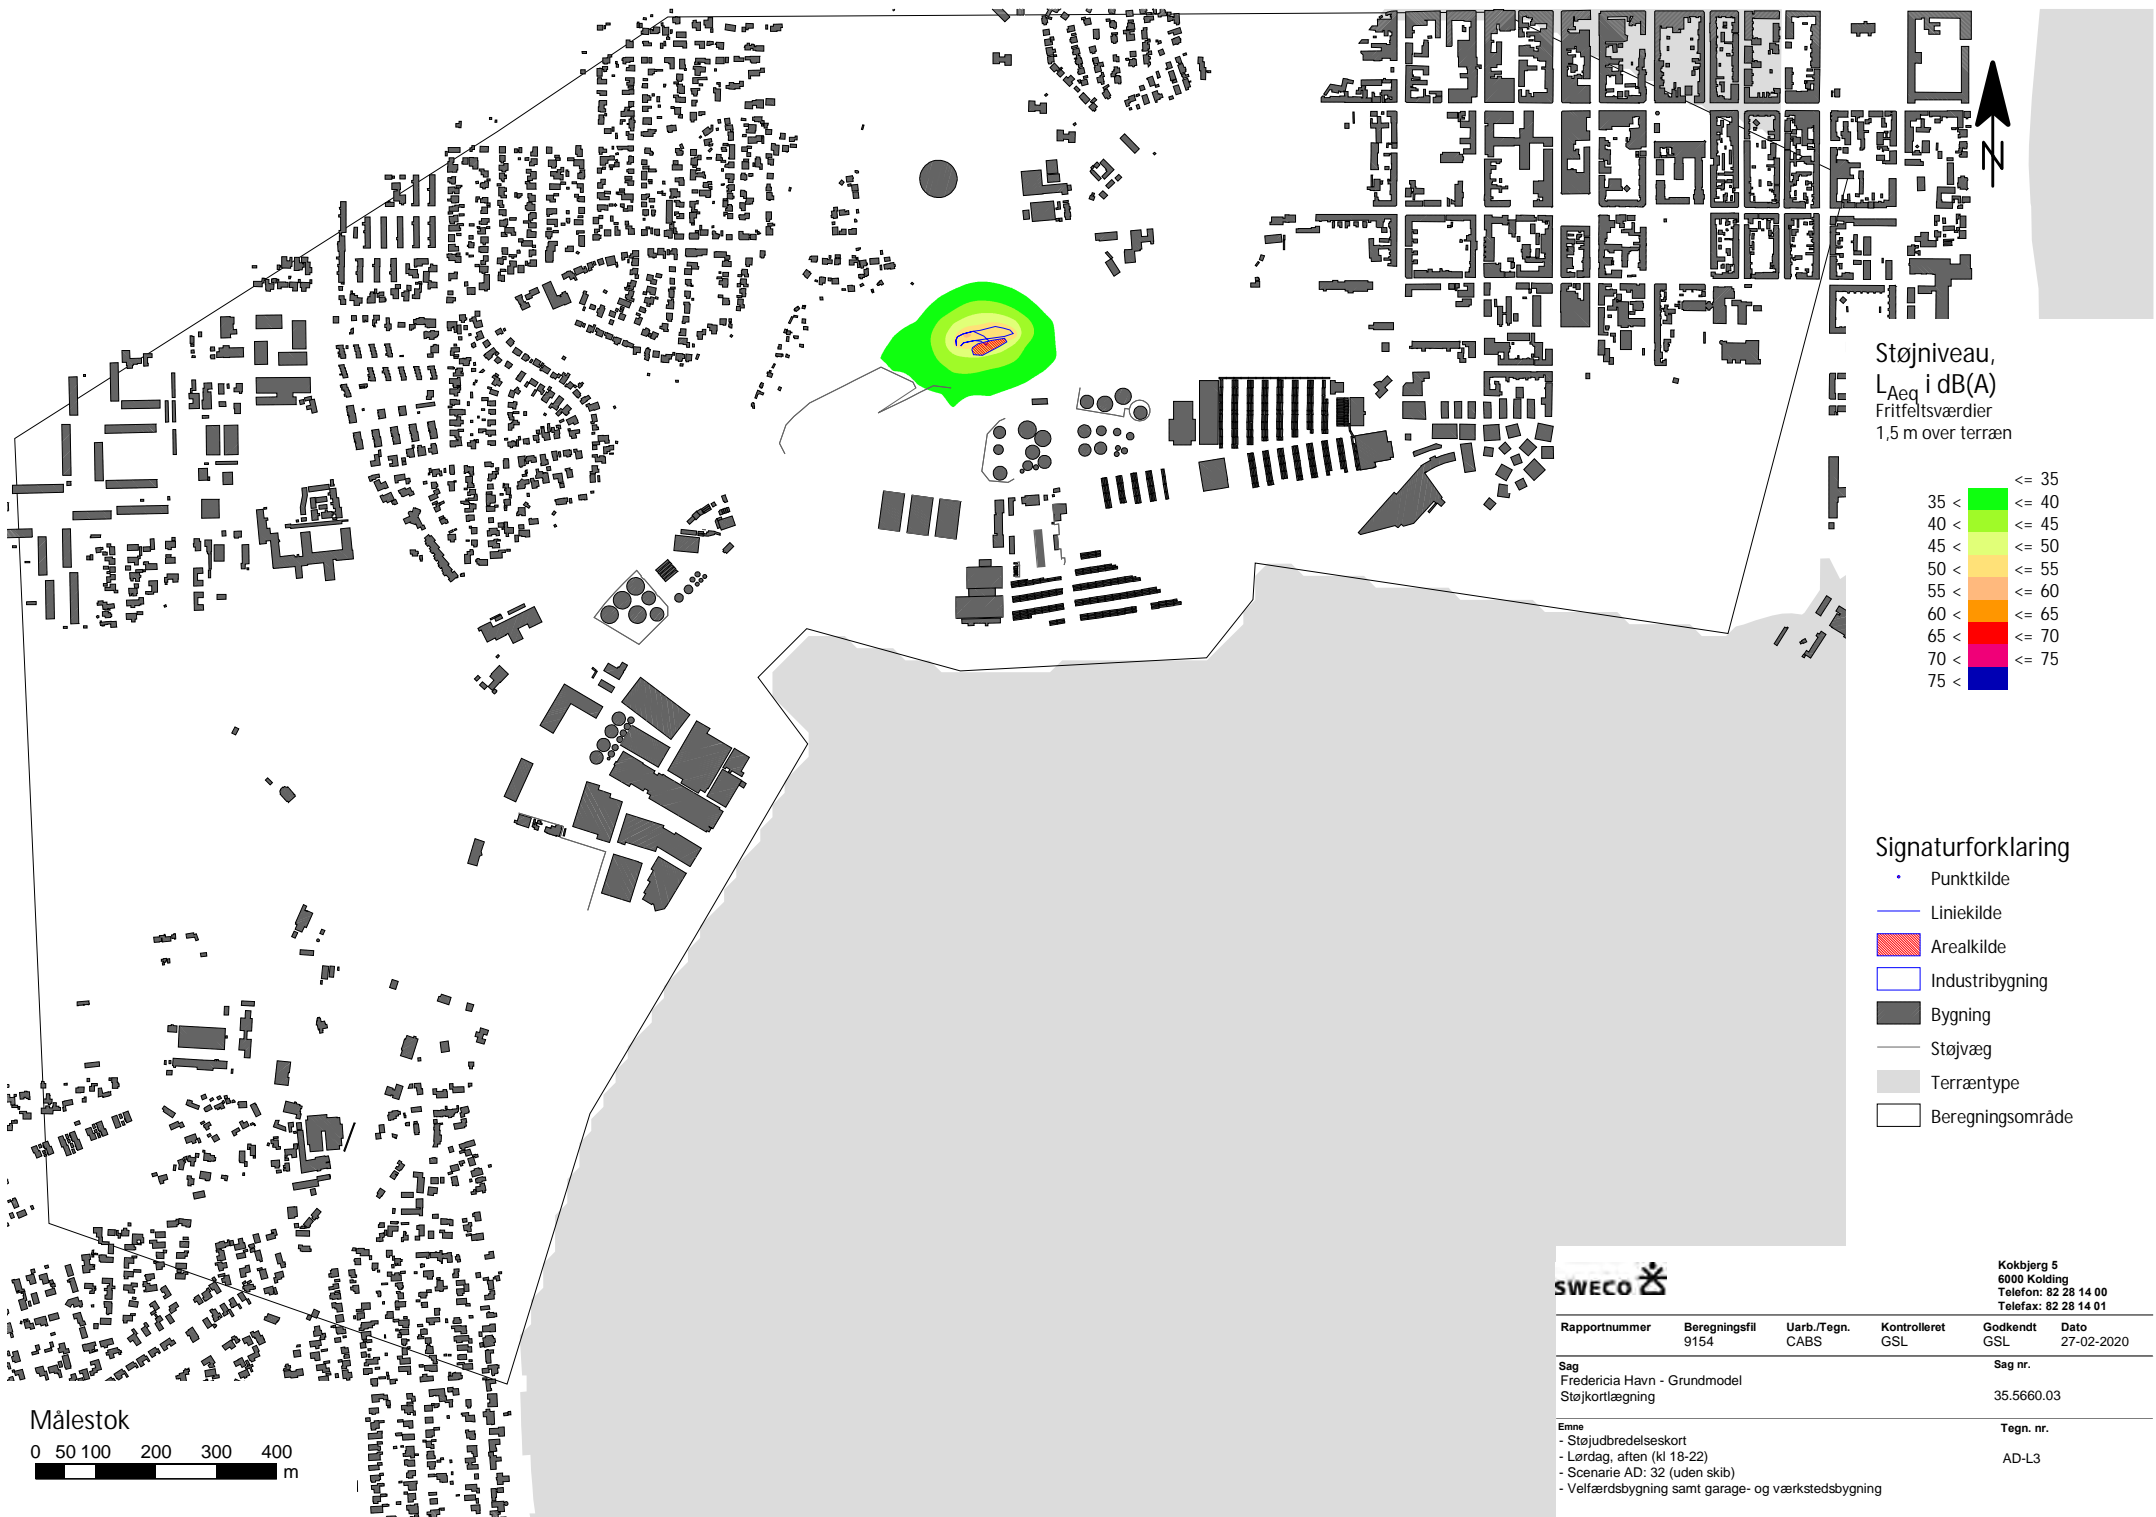 N
Støjniveau,
LAeq i dB(A)
Fritfeltsværdier
1,5 m over terræn
<= 35
35 < <= 40
40 < <= 45
45 < <= 50
50 < <= 55
55 < <= 60
60 < <= 65
65 < <= 70
70 < <= 75
75 <
Signaturforklaring
Punktkilde
Liniekilde
Arealkilde
Industribygning
Bygning
Støjvæg
Terræntype
Beregningsområde
Målestok
0 50 100 200 300 400
m
SWECO
Kokbjerg 5
6000 Kolding
Telefon: 82 28 14 00
Telefax: 82 28 14 01
Rapportnummer Beregningsfil Uarb./Tegn. Kontrolleret Godkendt Dato
9154 CABS GSL GSL 27-02-2020
Sag Sag nr.
Fredericia Havn - Grundmodel
Støjkortlægning 35.5660.03
Emne Tegn. nr.
- Støjudbredelseskort
- Lørdag, aften (kl 18-22) AD-L3
- Scenarie AD: 32 (uden skib)
- Velfærdsbygning samt garage- og værkstedsbygning